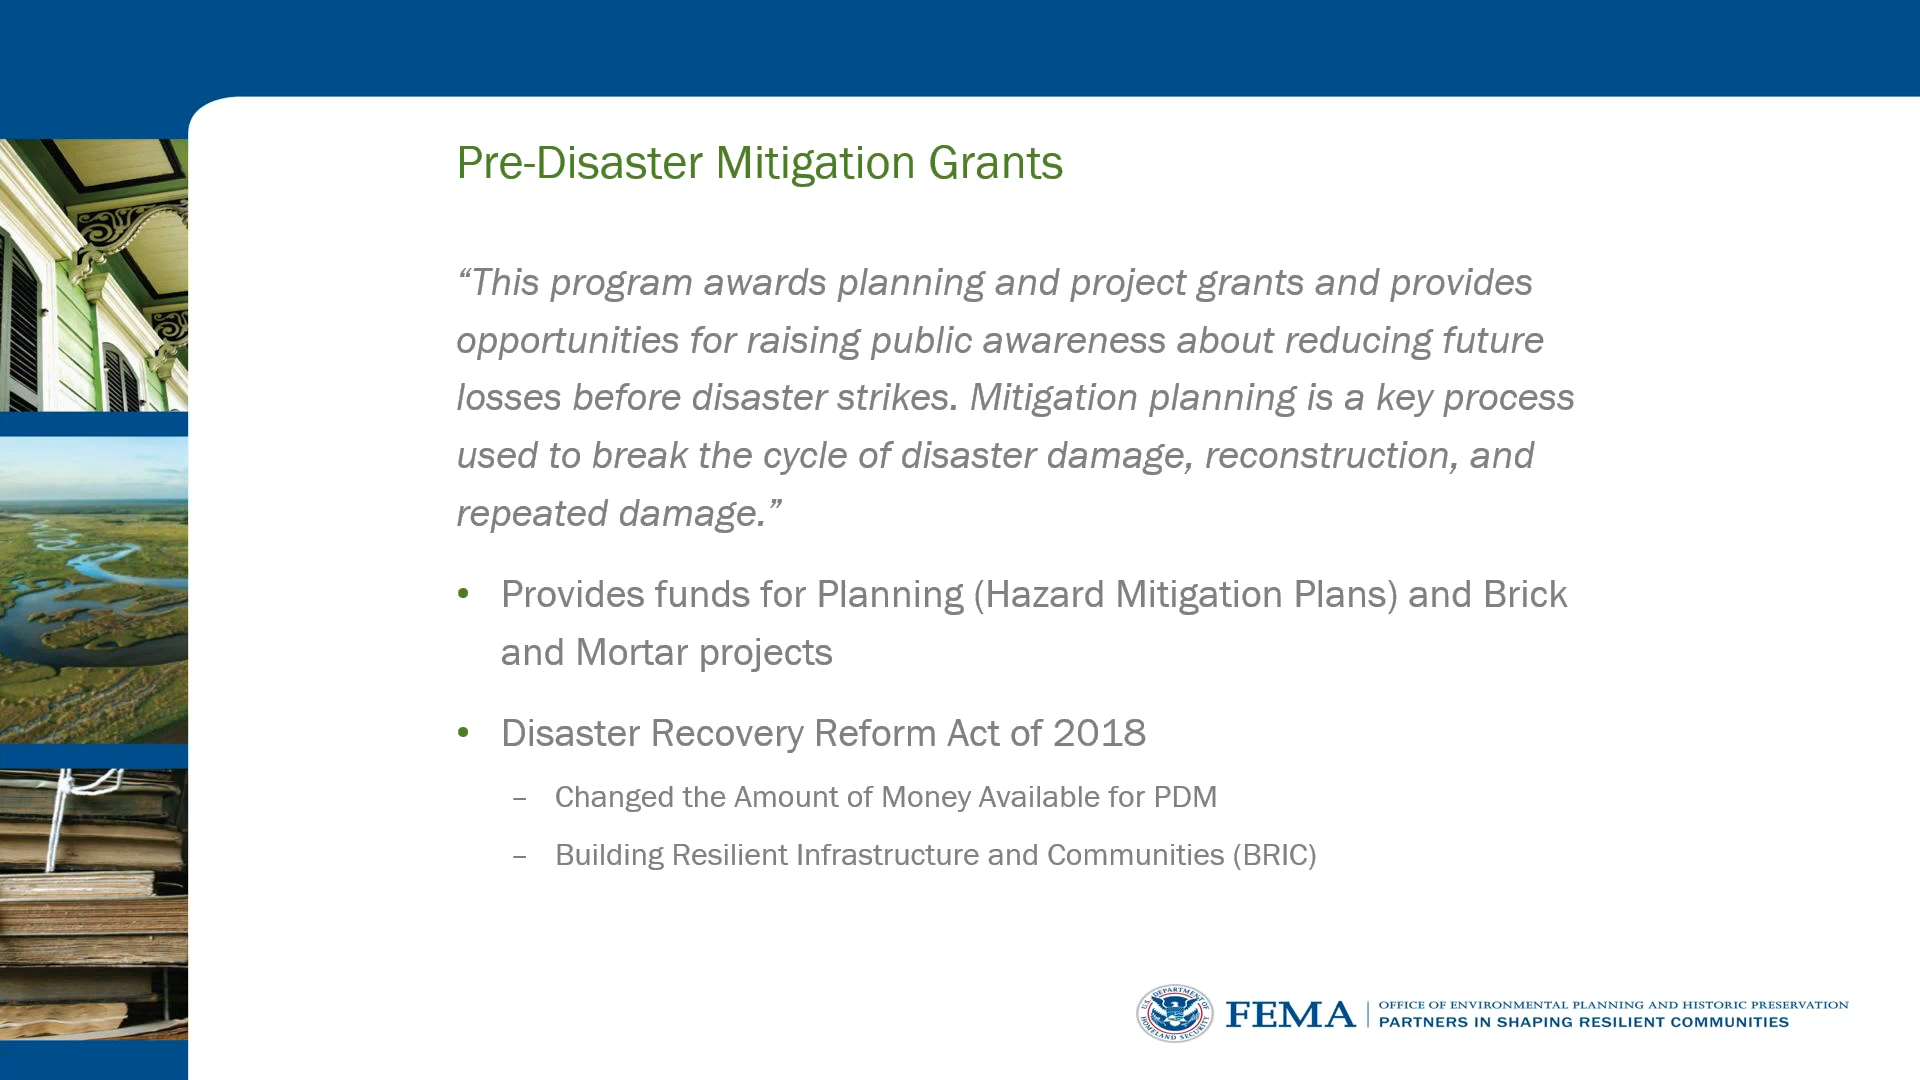 Pre-Disaster Mitigation Grants
“This program awards planning and project grants and provides
opportunities for raising public awareness about reducing future
losses before disaster strikes. Mitigation planning is a key process
used to break the cycle of disaster damage, reconstruction, and
repeated damage.”
• Provides funds for Planning (Hazard Mitigation Plans) and Brick
and Mortar projects
• Disaster Recovery Reform Act of 2018
– Changed the Amount of Money Available for PDM
– Building Resilient Infrastructure and Communities (BRIC)
U.S. DEPARTMENT OF
HOMELAND SECURITY
FEMA
OFFICE OF ENVIRONMENTAL PLANNING AND HISTORIC PRESERVATION
PARTNERS IN SHAPING RESILIENT COMMUNITIES